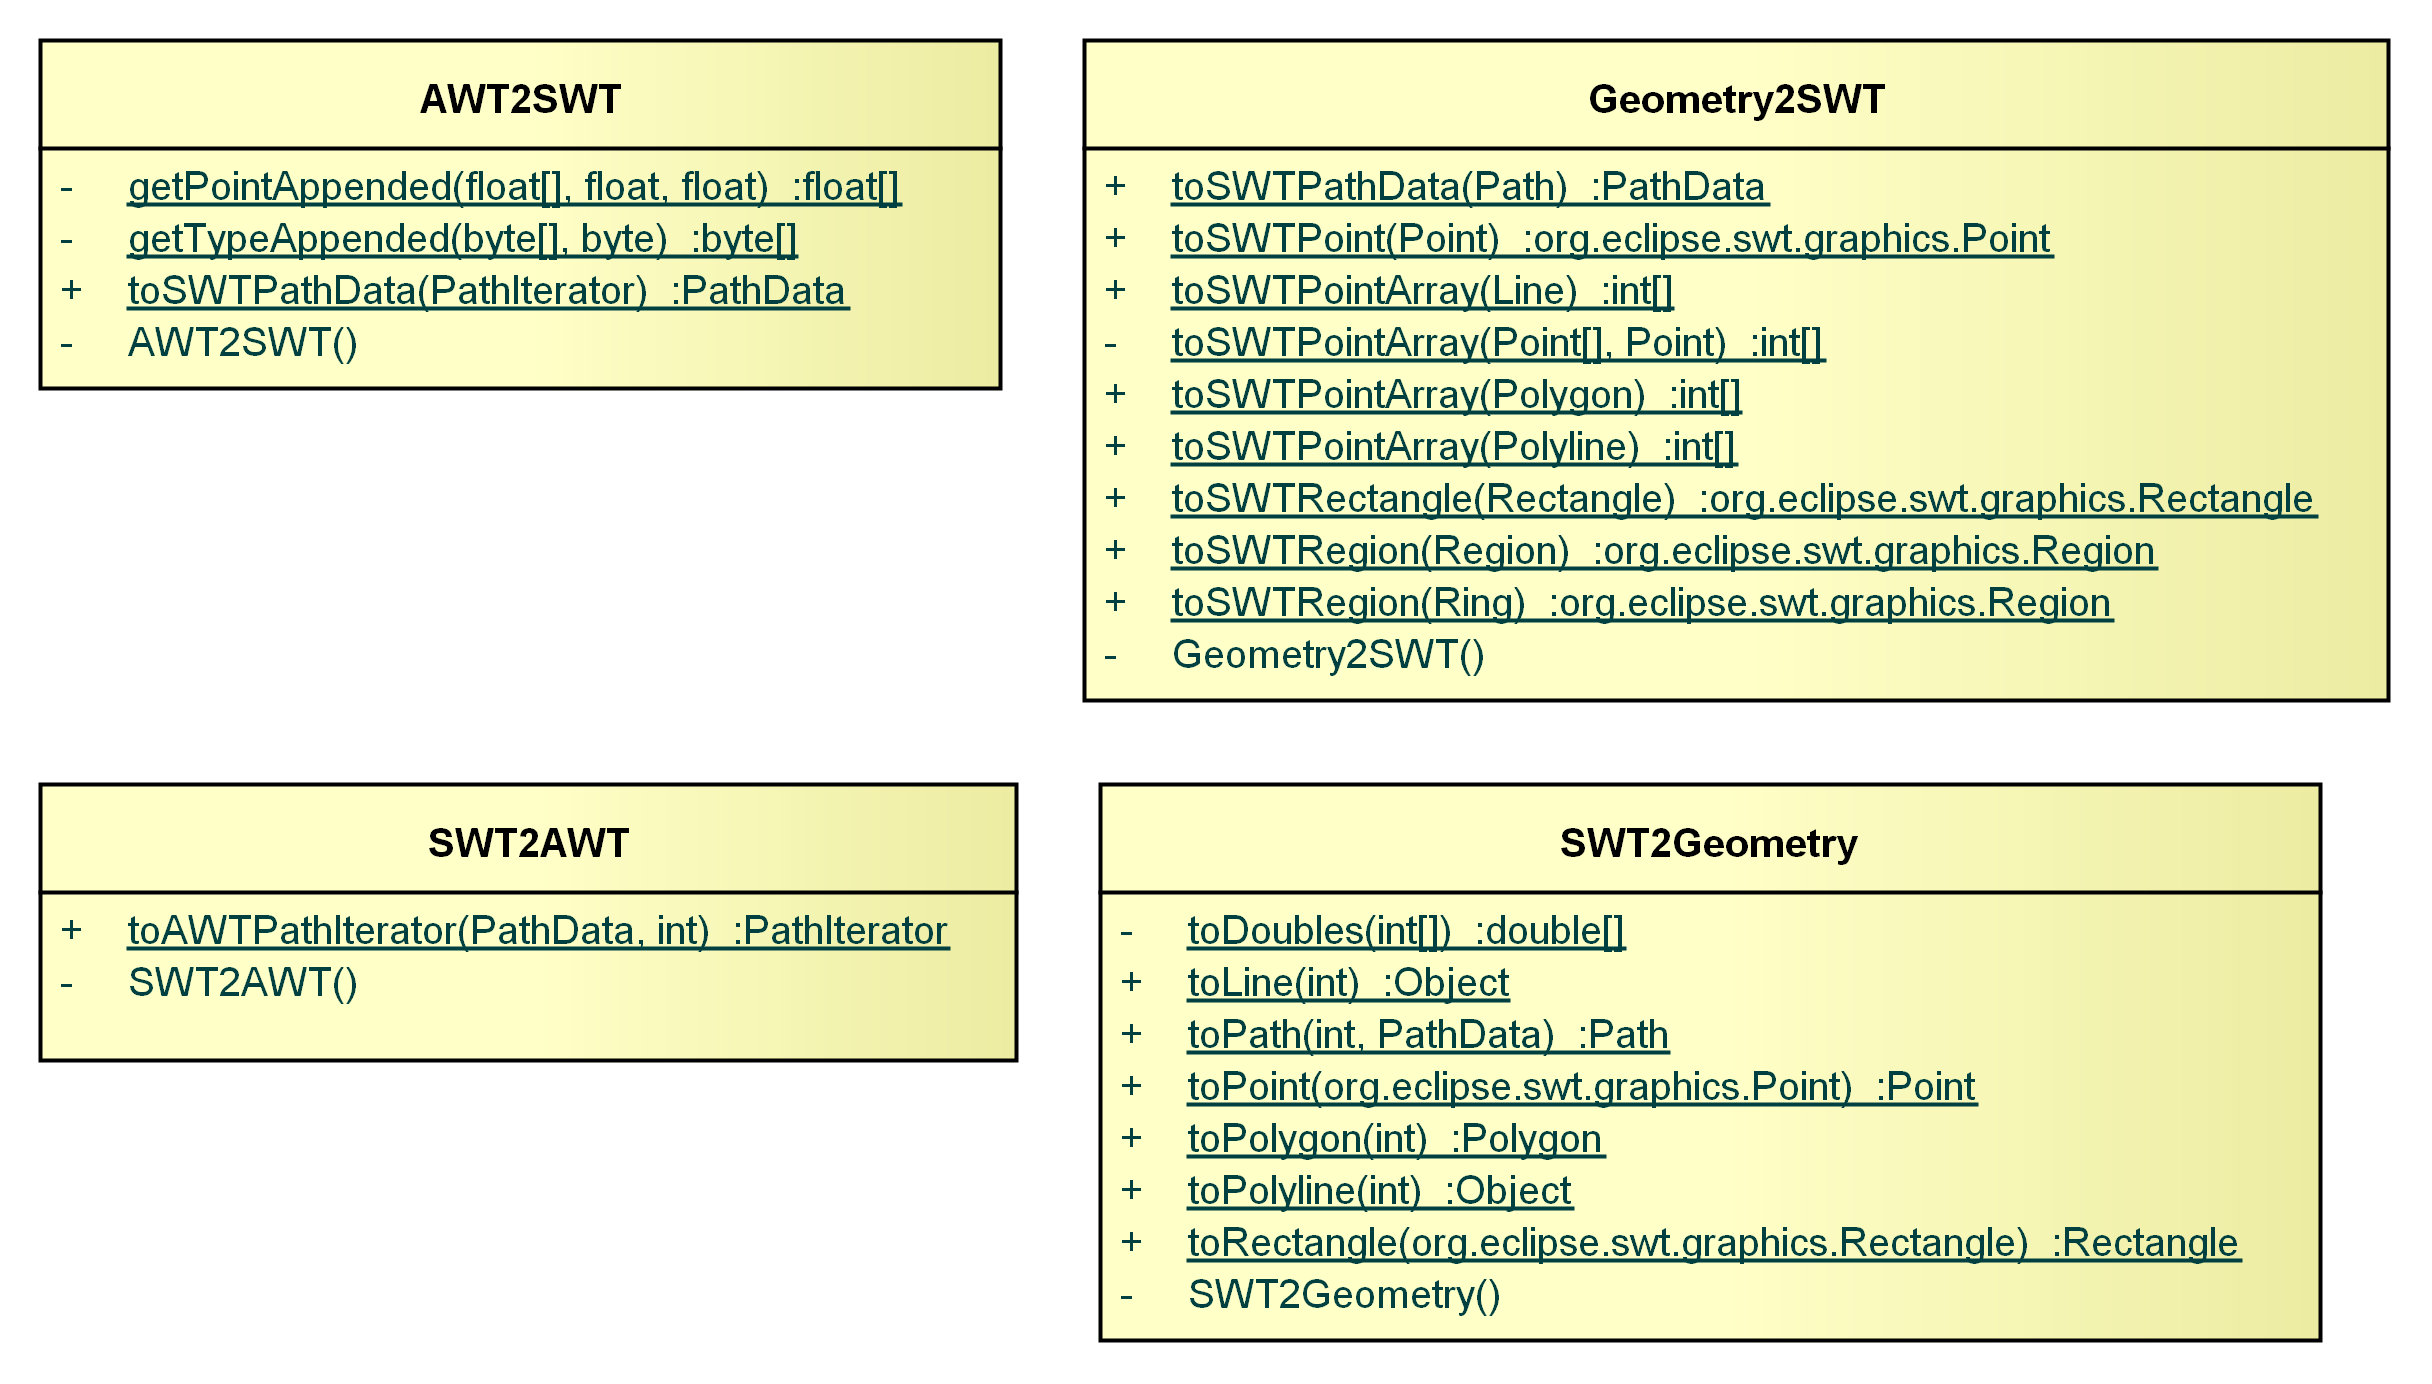 AWT2SWT
- getPointAppended(float[], float, float) :float[]
- getTypeAppended(byte[], byte) :byte[]
+ toSWTPathData(PathIterator) :PathData
- AWT2SWT()
Geometry2SWT
+ toSWTPathData(Path) :PathData
+ toSWTPoint(Point) :org.eclipse.swt.graphics.Point
+ toSWTPointArray(Line) :int[]
- toSWTPointArray(Point[], Point) :int[]
+ toSWTPointArray(Polygon) :int[]
+ toSWTPointArray(Polyline) :int[]
+ toSWTRectangle(Rectangle) :org.eclipse.swt.graphics.Rectangle
+ toSWTRegion(Region) :org.eclipse.swt.graphics.Region
+ toSWTRegion(Ring) :org.eclipse.swt.graphics.Region
- Geometry2SWT()
SWT2AWT
+ toAWTPathIterator(PathData, int) :PathIterator
- SWT2AWT()
SWT2Geometry
- toDoubles(int[]) :double[]
+ toLine(int) :Object
+ toPath(int, PathData) :Path
+ toPoint(org.eclipse.swt.graphics.Point) :Point
+ toPolygon(int) :Polygon
+ toPolyline(int) :Object
+ toRectangle(org.eclipse.swt.graphics.Rectangle) :Rectangle
- SWT2Geometry()